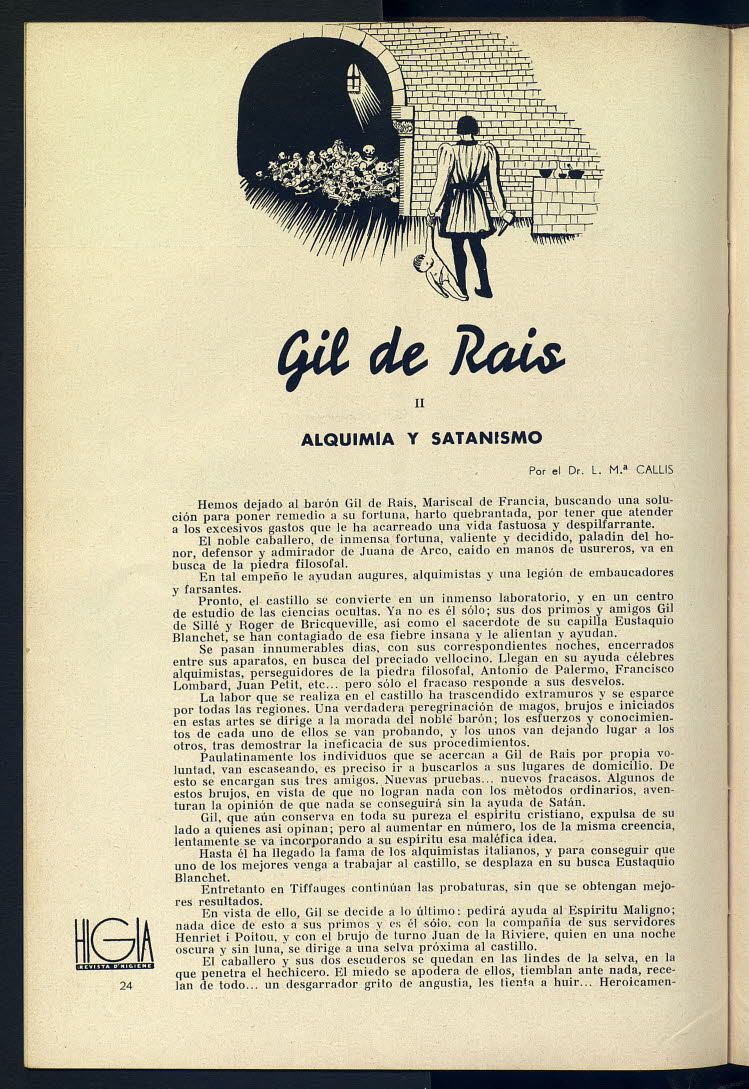 Gil de Rais
II
ALQUIMIA Y SATANISMO
Por el Dr. L. M.ª CALLIS
Hemos dejado al barón Gil de Rais, Mariscal de Francia, buscando una solu-
ción para poner remedio a su fortuna, harto quebrantada, por tener que atender
a los excesivos gastos que le ha acarreado una vida fastuosa y despilfarrante.
El noble caballero, de inmensa fortuna, valiente y decidido, paladín del ho-
nor, defensor y admirador de Juana de Arco, caído en manos de usureros, va en
busca de la piedra filosofal.
En tal empeño le ayudan augures, alquimistas y una legión de embaucadores
y farsantes.
Pronto, el castillo se convierte en un inmenso laboratorio, y en un centro
de estudio de las ciencias ocultas. Ya no es él sólo; sus dos primos y amigos Gil
de Sillé y Roger de Bricqueville, así como el sacerdote de su capilla Eustaquio
Blanchet, se han contagiado de esa fiebre insana y le alientan y ayudan.
Se pasan innumerables días, con sus correspondientes noches, encerrados
entre sus aparatos, en busca del preciado vellocino. Llegan en su ayuda célebres
alquimistas, perseguidores de la piedra filosofal, Antonio de Palermo, Francisco
Lombard, Juan Petit, etc... pero sólo el fracaso responde a sus desvelos.
La labor que se realiza en el castillo ha trascendido extramuros y se esparce
por todas las regiones. Una verdadera peregrinación de magos, brujos e iniciados
en estas artes se dirige a la morada del noble barón; los esfuerzos y conocimien-
tos de cada uno de ellos se van probando, y los unos van dejando lugar a los
otros, tras demostrar la ineficacia de sus procedimientos.
Paulatinamente los individuos que se acercan a Gil de Rais por propia vo-
luntad, van escaseando, es preciso ir a buscarlos a sus lugares de domicilio. De
esto se encargan sus tres amigos. Nuevas pruebas... nuevos fracasos. Algunos de
estos brujos, en vista de que no logran nada con los mètodos ordinarios, aven-
turan la opinión de que nada se conseguirá sin la ayuda de Satán.
Gil, que aún conserva en toda su pureza el espíritu cristiano, expulsa de su
lado a quienes así opinan; pero al aumentar en número, los de la misma creencia,
lentamente se va incorporando a su espíritu esa maléfica idea.
Hasta él ha llegado la fama de los alquimistas italianos, y para conseguir que
uno de los mejores venga a trabajar al castillo, se desplaza en su busca Eustaquio
Blanchet.
Entretanto en Tiffauges continúan las probaturas, sin que se obtengan mejo-
res resultados.
En vista de ello, Gil se decide a lo último: pedirá ayuda al Espíritu Maligno;
nada dice de esto a sus primos y es él sólo, con la compañía de sus servidores
Henriet i Poitou, y con el brujo de turno Juan de la Riviere, quien en una noche
oscura y sin luna, se dirige a una selva próxima al castillo.
El caballero y sus dos escuderos se quedan en las lindes de la selva, en la
que penetra el hechicero. El miedo se apodera de ellos, tiemblan ante nada, rece-
lan de todo... un desgarrador grito de angustia, les tienta a huir... Heroicamen-
HIGIA
REVISTA D'HIGIENE
24